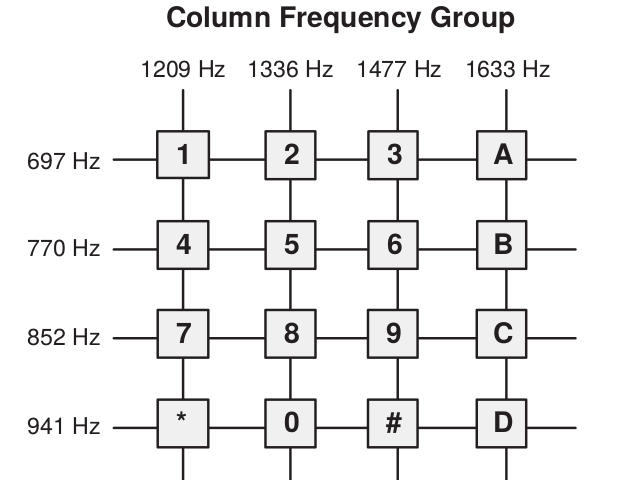 Column Frequency Group
1209 Hz 1336 Hz 1477 Hz 1633 Hz
697 Hz 1 2 3 A
770 Hz 4 5 6 B
852 Hz 7 8 9 C
941 Hz * 0 # D